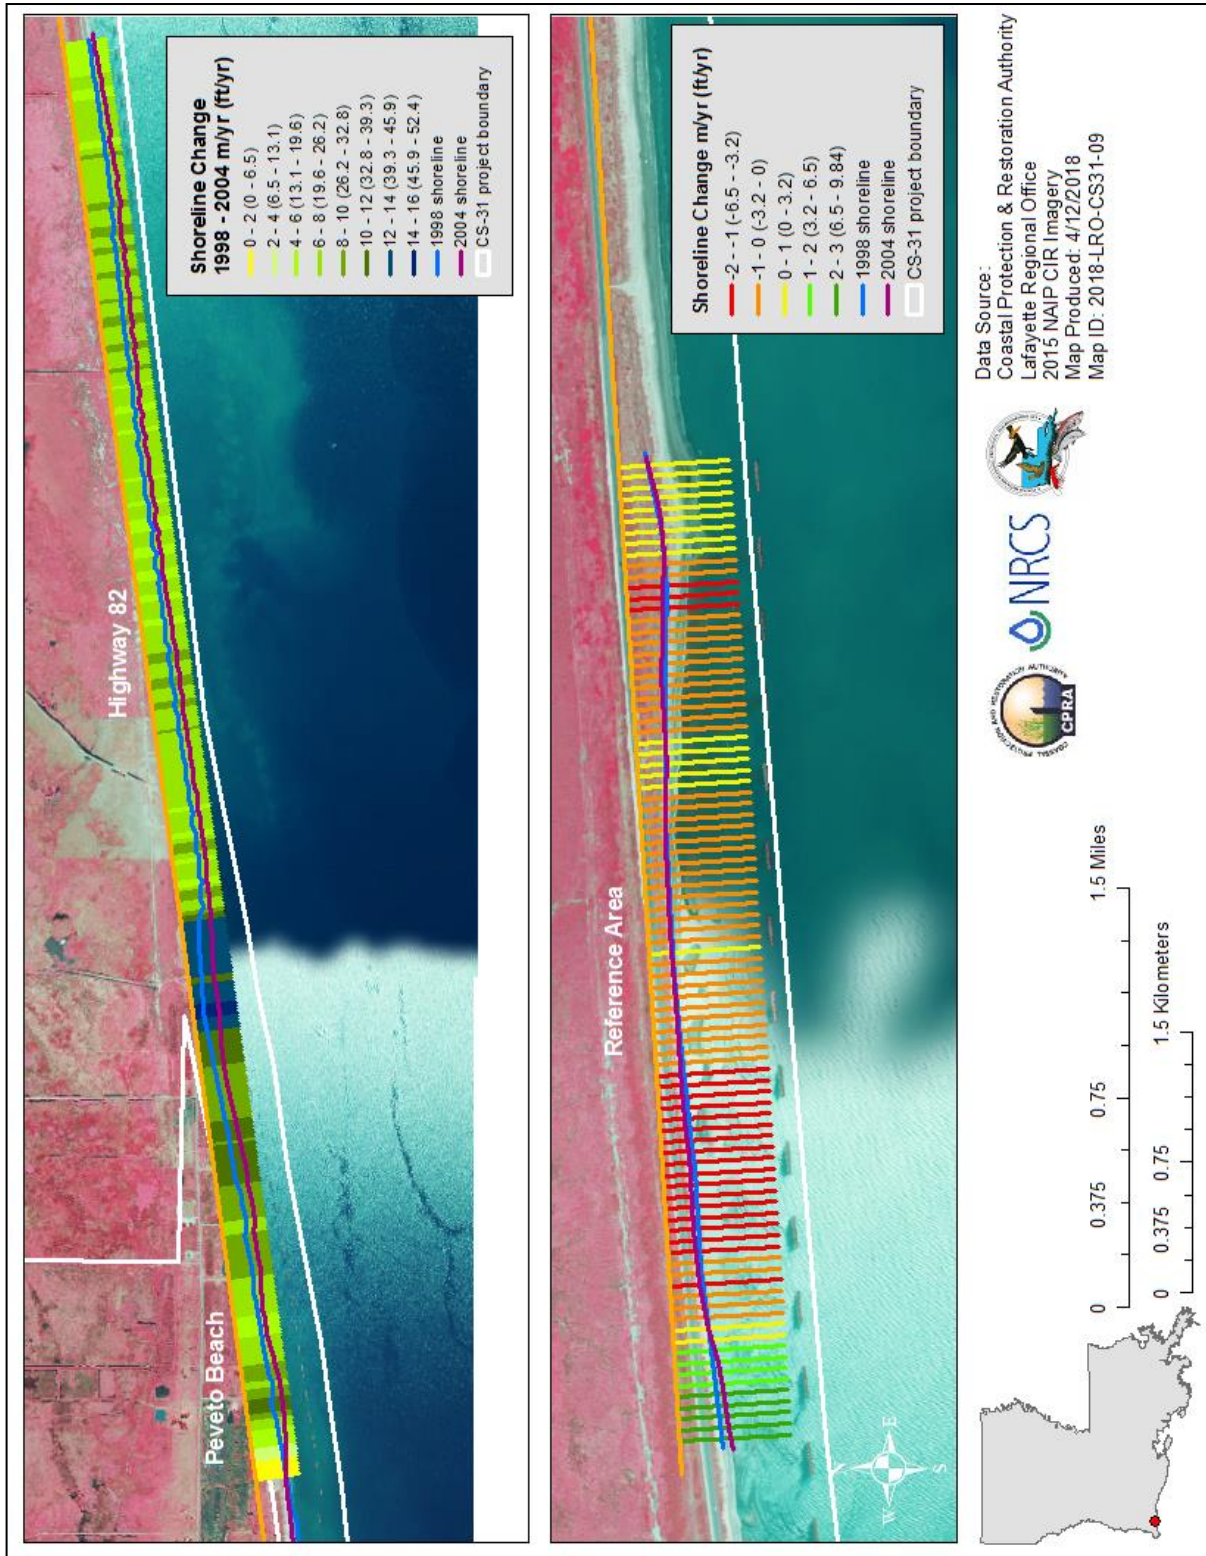 Highway 82
Peveto Beach
Shoreline Change
1998 - 2004 m/yr (ft/yr)
0 - 2 (0 - 6.5)
2 - 4 (6.5 - 13.1)
4 - 6 (13.1 - 19.6)
6 - 8 (19.6 - 26.2)
8 - 10 (26.2 - 32.8)
10 - 12 (32.8 - 39.3)
12 - 14 (39.3 - 45.9)
14 - 16 (45.9 - 52.4)
1998 shoreline
2004 shoreline
CS-31 project boundary
Reference Area
Shoreline Change m/yr (ft/yr)
-2 - -1 (-6.5 - -3.2)
-1 - 0 (-3.2 - 0)
0 - 1 (0 - 3.2)
1 - 2 (3.2 - 6.5)
2 - 3 (6.5 - 9.84)
1998 shoreline
2004 shoreline
CS-31 project boundary
W E
S
0 0.375 0.75 1.5 Miles
0 0.375 0.75 1.5 Kilometers
COASTAL PROTECTION AND RESTORATION AUTHORITY
CPRA
NRCS
Data Source:
Coastal Protection & Restoration Authority
Lafayette Regional Office
2015 NAIP CIR Imagery
Map Produced: 4/12/2018
Map ID: 2018-LRO-CS31-09